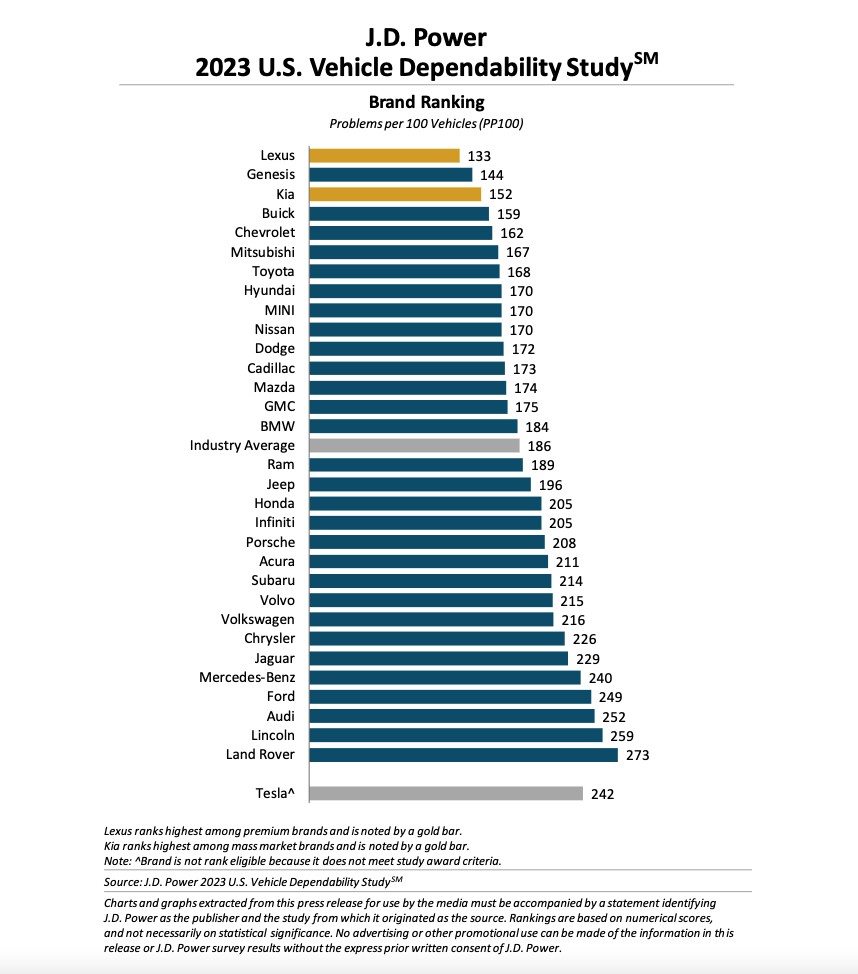 J.D. Power
2023 U.S. Vehicle Dependability StudySM
Brand Ranking
Problems per 100 Vehicles (PP100)
Lexus 133
Genesis 144
Kia 152
Buick 159
Chevrolet 162
Mitsubishi 167
Toyota 168
Hyundai 170
MINI 170
Nissan 170
Dodge 172
Cadillac 173
Mazda 174
GMC 175
BMW 184
Industry Average 186
Ram 189
Jeep 196
Honda 205
Infiniti 205
Porsche 208
Acura 211
Subaru 214
Volvo 215
Volkswagen 216
Chrysler 226
Jaguar 229
Mercedes-Benz 240
Ford 249
Audi 252
Lincoln 259
Land Rover 273
Tesla^ 242
Lexus ranks highest among premium brands and is noted by a gold bar.
Kia ranks highest among mass market brands and is noted by a gold bar.
Note: ^Brand is not rank eligible because it does not meet study award criteria.
Source: J.D. Power 2023 U.S. Vehicle Dependability StudySM
Charts and graphs extracted from this press release for use by the media must be accompanied by a statement identifying
J.D. Power as the publisher and the study from which it originated as the source. Rankings are based on numerical scores,
and not necessarily on statistical significance. No advertising or other promotional use can be made of the information in this
release or J.D. Power survey results without the express prior written consent of J.D. Power.